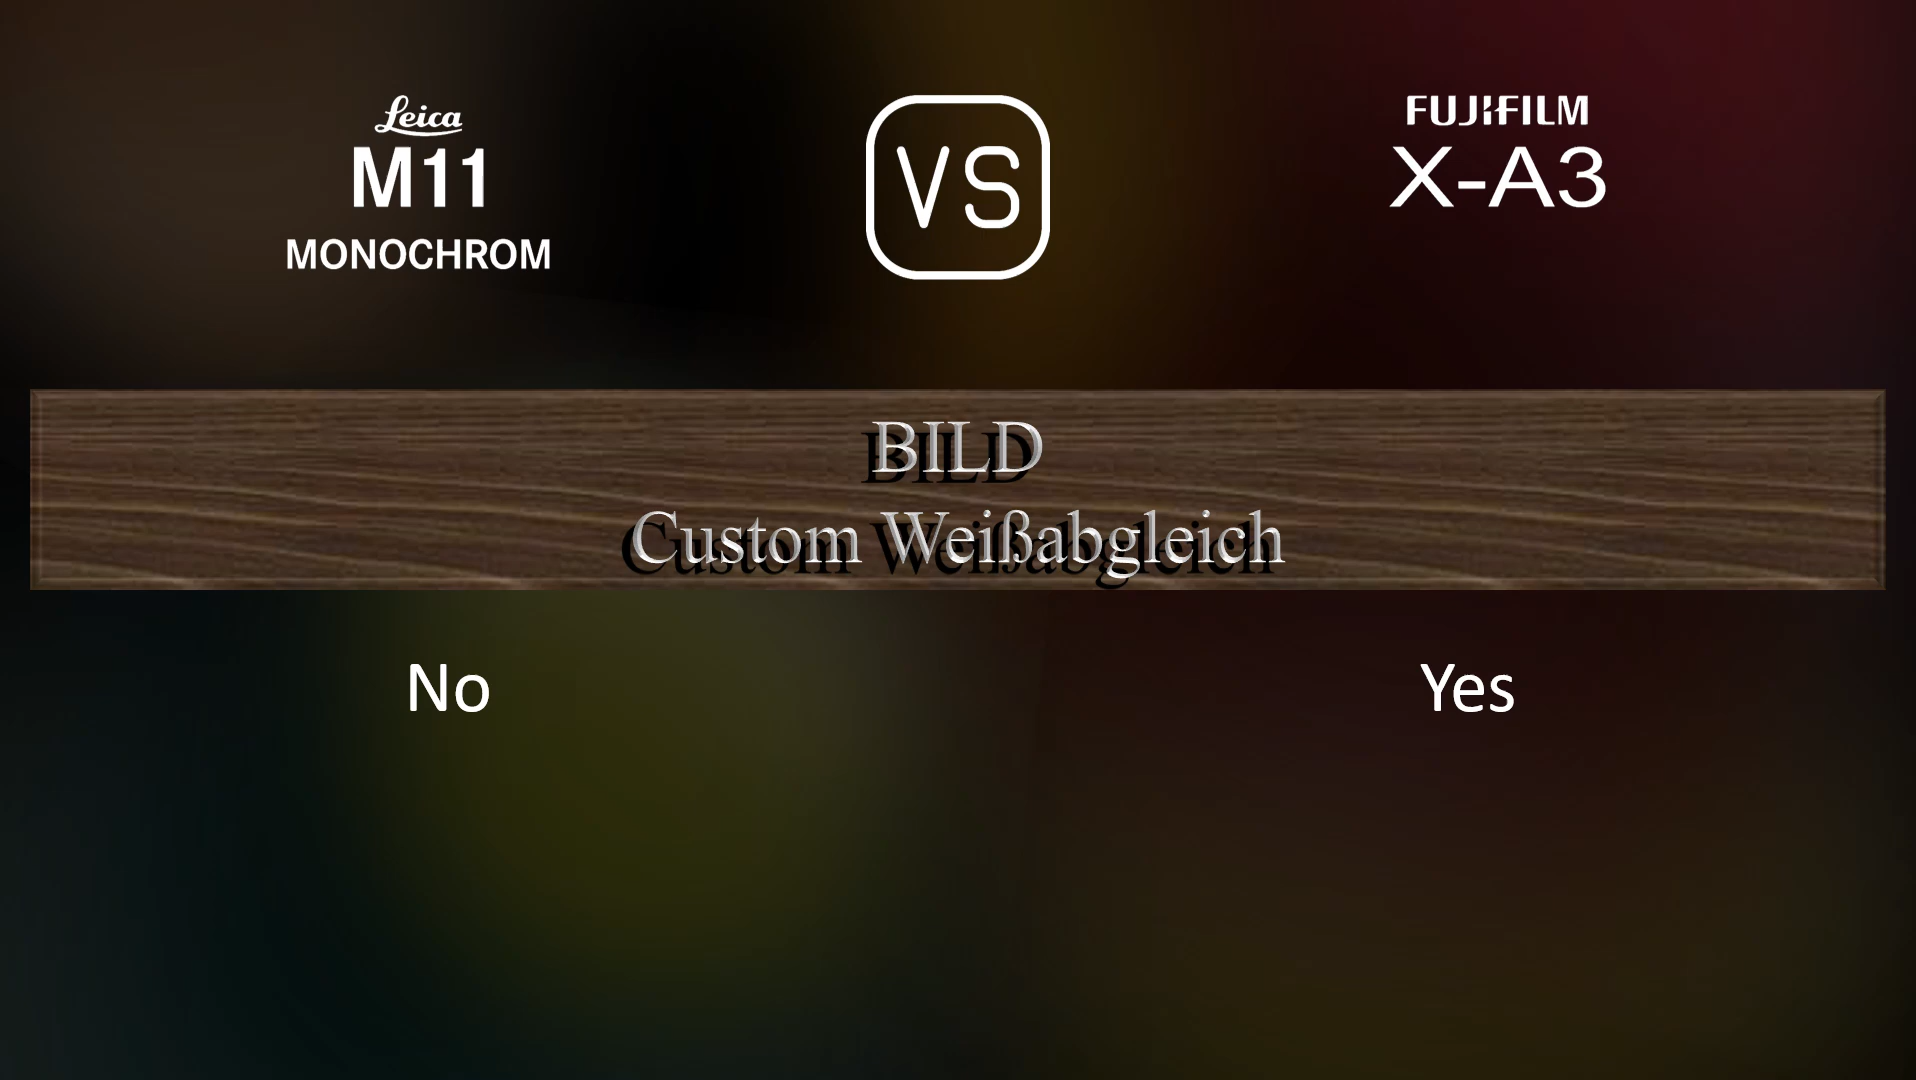 Leica
M11
MONOCHROM
VS
FUJIFILM
X-A3
BILD
Custom Weißabgleich
No
Yes